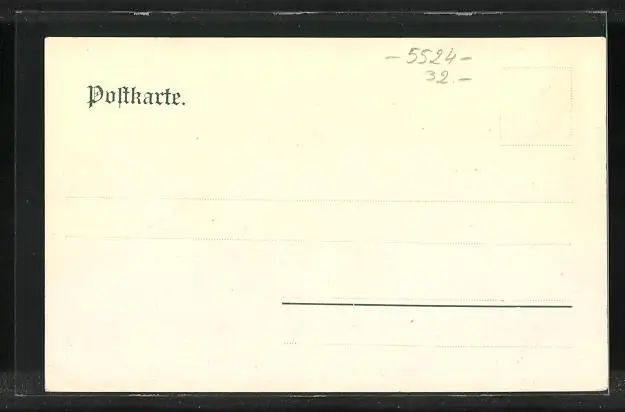 - 5524 -
32.-
Postkarte.